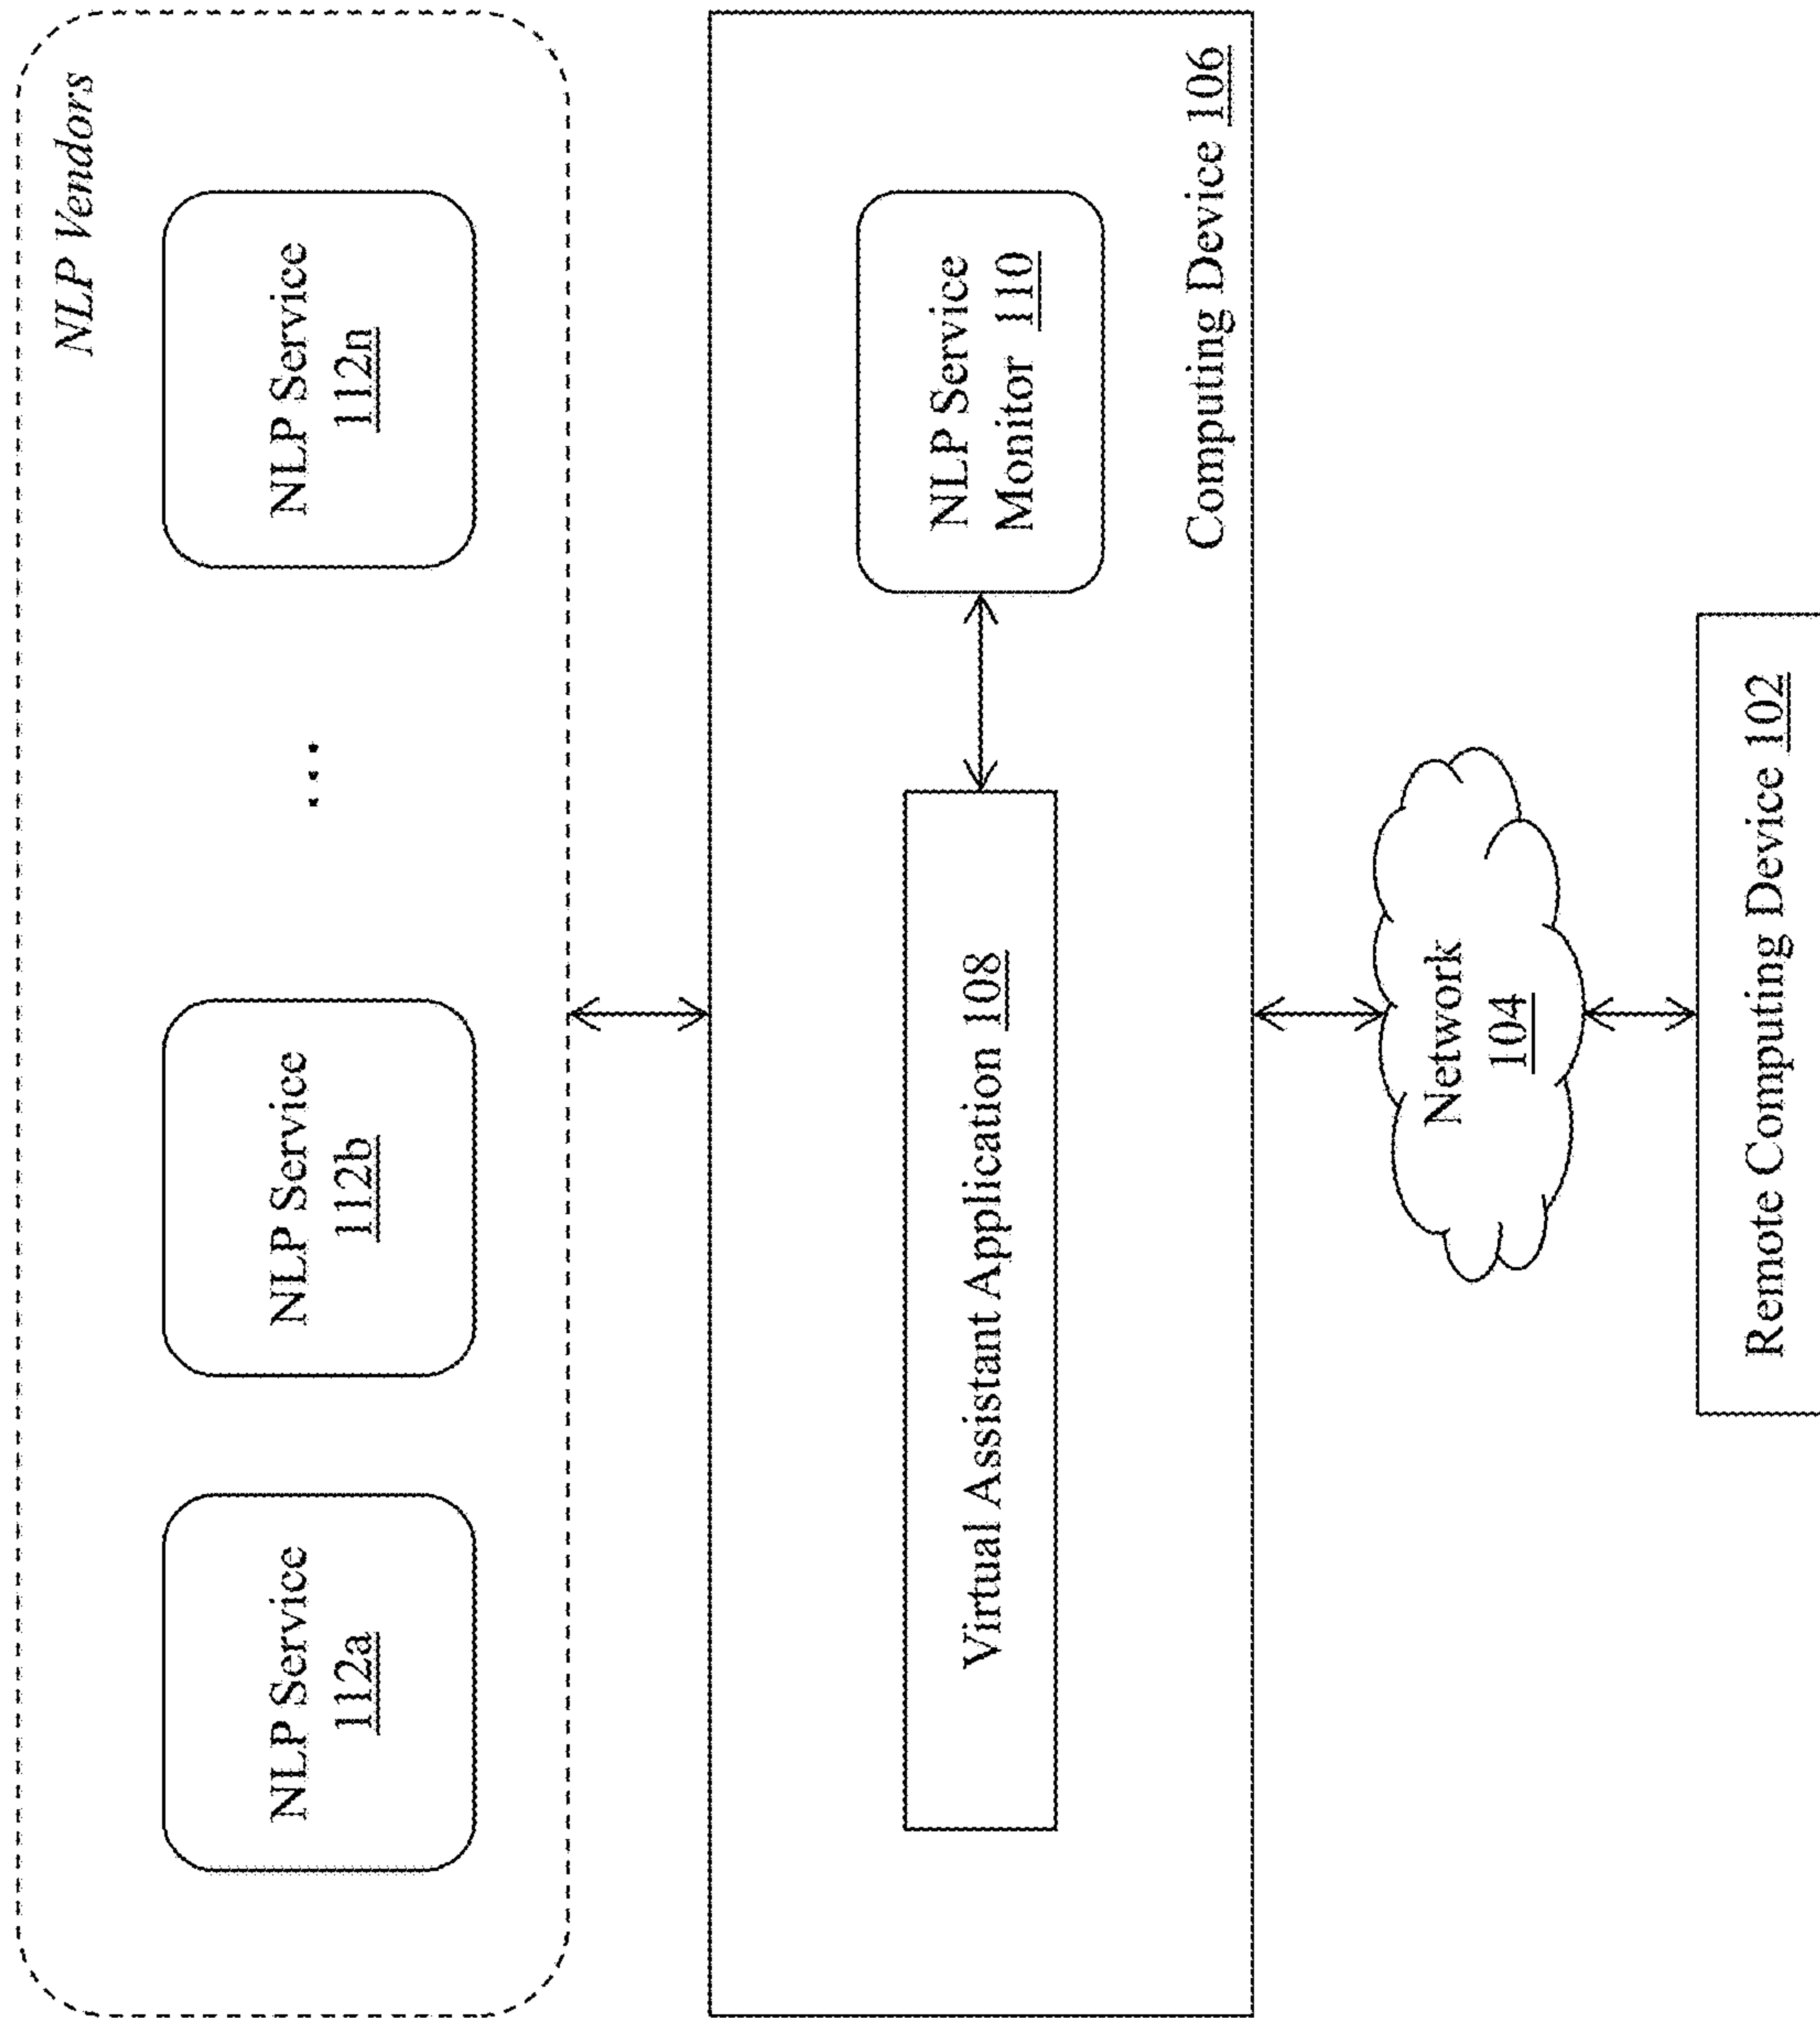 NLP Vendors
NLP Service
112a
NLP Service
112b
...
NLP Service
112n
Virtual Assistant Application 108
NLP Service
Monitor 110
Computing Device 106
Network
104
Remote Computing Device 102